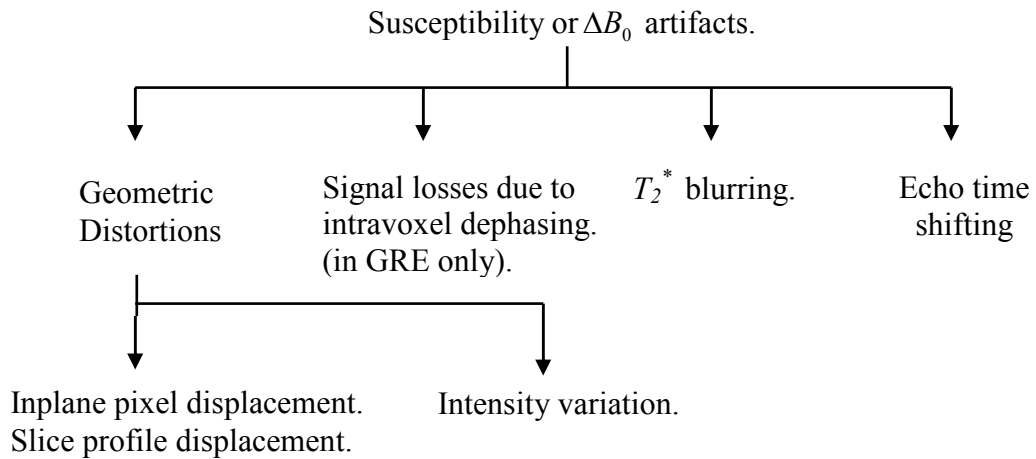 Susceptibility or ΔB₀ artifacts.
Geometric
Distortions
Signal losses due to
intravoxel dephasing.
(in GRE only).
T₂* blurring.
Echo time
shifting
Inplane pixel displacement.
Slice profile displacement.
Intensity variation.